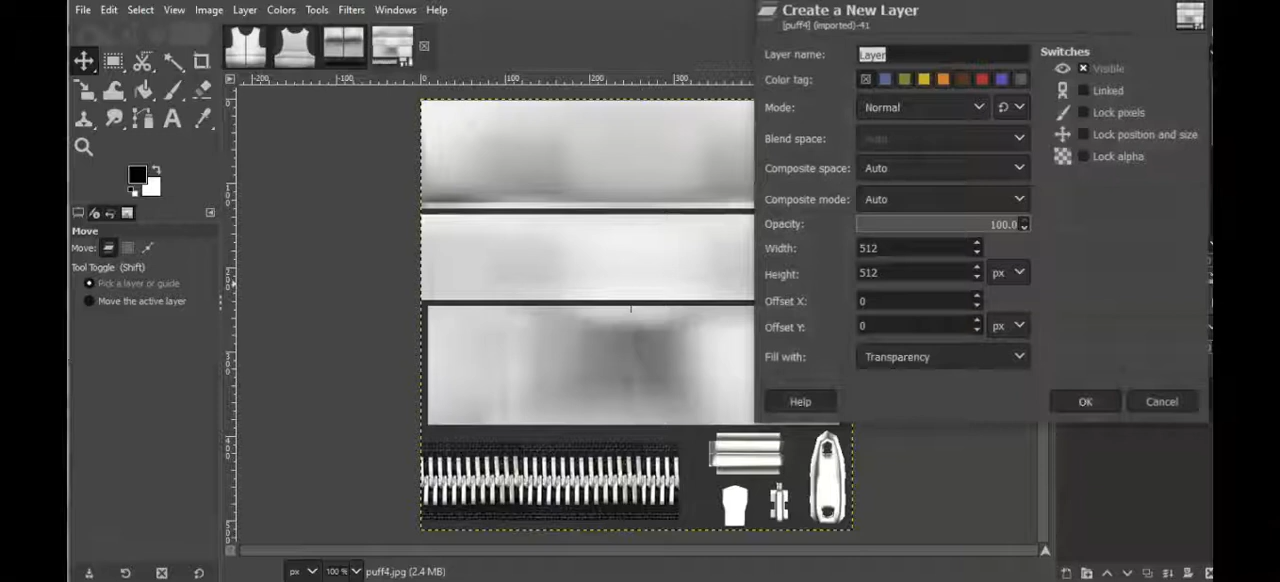 File Edit Select View Image Layer Colors Tools Filters Windows Help
Create a New Layer
[puff4] (imported)-41
Layer name: Layer
Switches
Color tag:
Visible
Mode: Normal
Linked
Lock pixels
Blend space: Auto
Lock position and size
Composite space: Auto
Lock alpha
Composite mode: Auto
Opacity: 100.0
Width: 512
Height: 512 px
Offset X: 0
Offset Y: 0 px
Fill with: Transparency
Help OK Cancel
-200 -100 0 100 200 300
Move
Move:
Tool Toggle (Shift)
Pick a layer or guide
Move the active layer
px 100 % puff4.jpg (2.4 MB)